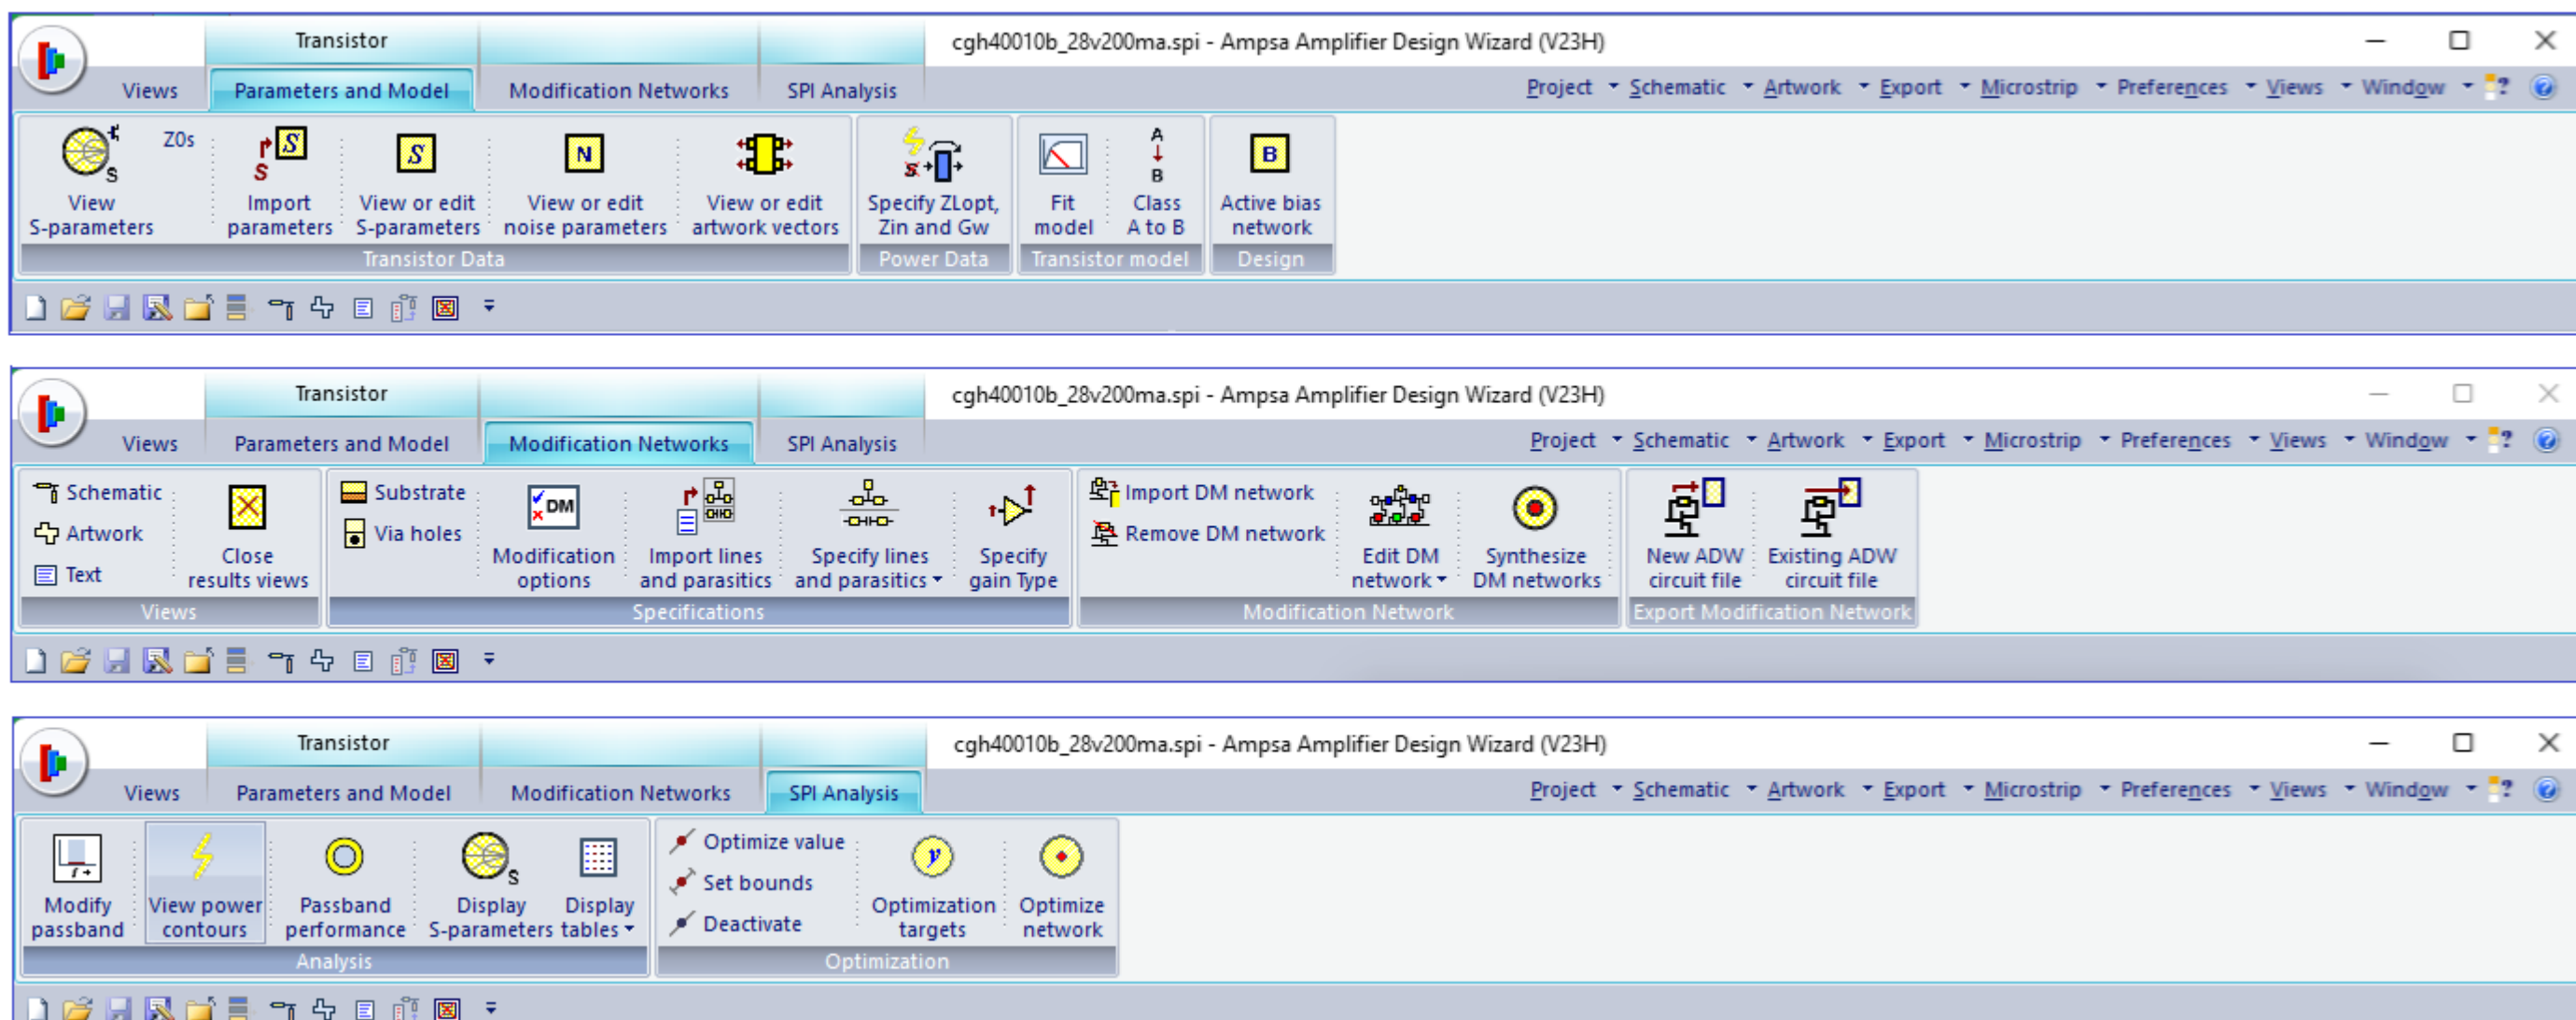 Transistor
cgh40010b_28v200ma.spi - Ampsa Amplifier Design Wizard (V23H)
Views Parameters and Model Modification Networks SPI Analysis
Project Schematic Artwork Export Microstrip Preferences Views Window ? ?
S Z0s S S S N S A B B
View S-parameters
Import parameters
View or edit S-parameters
View or edit noise parameters
View or edit artwork vectors
Specify ZLopt, Zin and Gw
Fit model
Class A to B
Active bias network
Transistor Data Power Data Transistor model Design
Transistor
cgh40010b_28v200ma.spi - Ampsa Amplifier Design Wizard (V23H)
Views Parameters and Model Modification Networks SPI Analysis
Project Schematic Artwork Export Microstrip Preferences Views Window ? ?
Schematic
Artwork
Text
Close results views
Substrate
Via holes
DM
Modification options
Import lines and parasitics
Specify lines and parasitics
Specify gain Type
Import DM network
Remove DM network
Edit DM network
Synthesize DM networks
New ADW circuit file
Existing ADW circuit file
Views Specifications Modification Network Export Modification Network
Transistor
cgh40010b_28v200ma.spi - Ampsa Amplifier Design Wizard (V23H)
Views Parameters and Model Modification Networks SPI Analysis
Project Schematic Artwork Export Microstrip Preferences Views Window ? ?
f S y
Modify passband
View power contours
Passband performance
Display S-parameters
Display tables
Optimize value
Set bounds
Deactivate
Optimization targets
Optimize network
Analysis Optimization